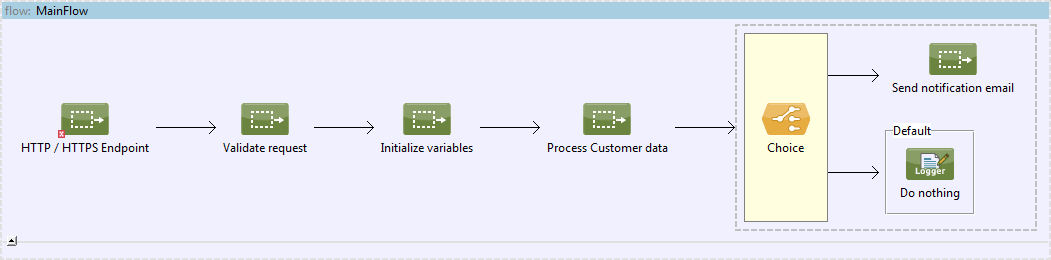 flow: MainFlow
HTTP / HTTPS Endpoint
Validate request
Initialize variables
Process Customer data
Choice
Send notification email
Default
Logger
Do nothing